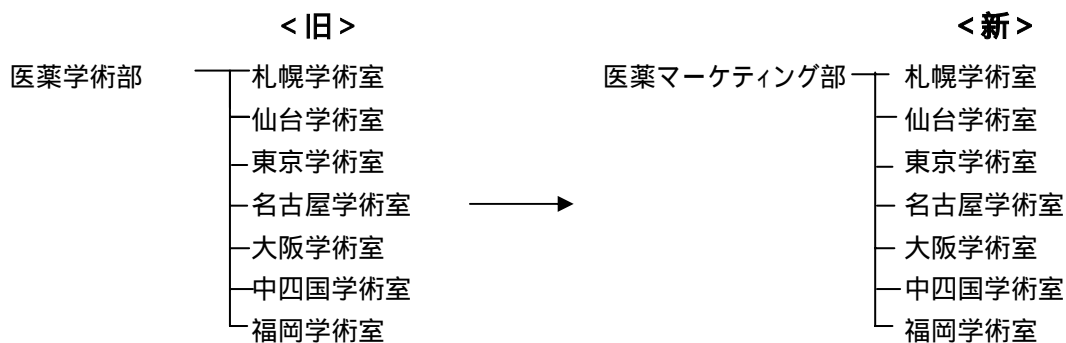 <旧> <新>
医薬学術部 札幌学術室 医薬マーケティング部 札幌学術室
仙台学術室 仙台学術室
東京学術室 東京学術室
名古屋学術室 名古屋学術室
大阪学術室 大阪学術室
中四国学術室 中四国学術室
福岡学術室 福岡学術室